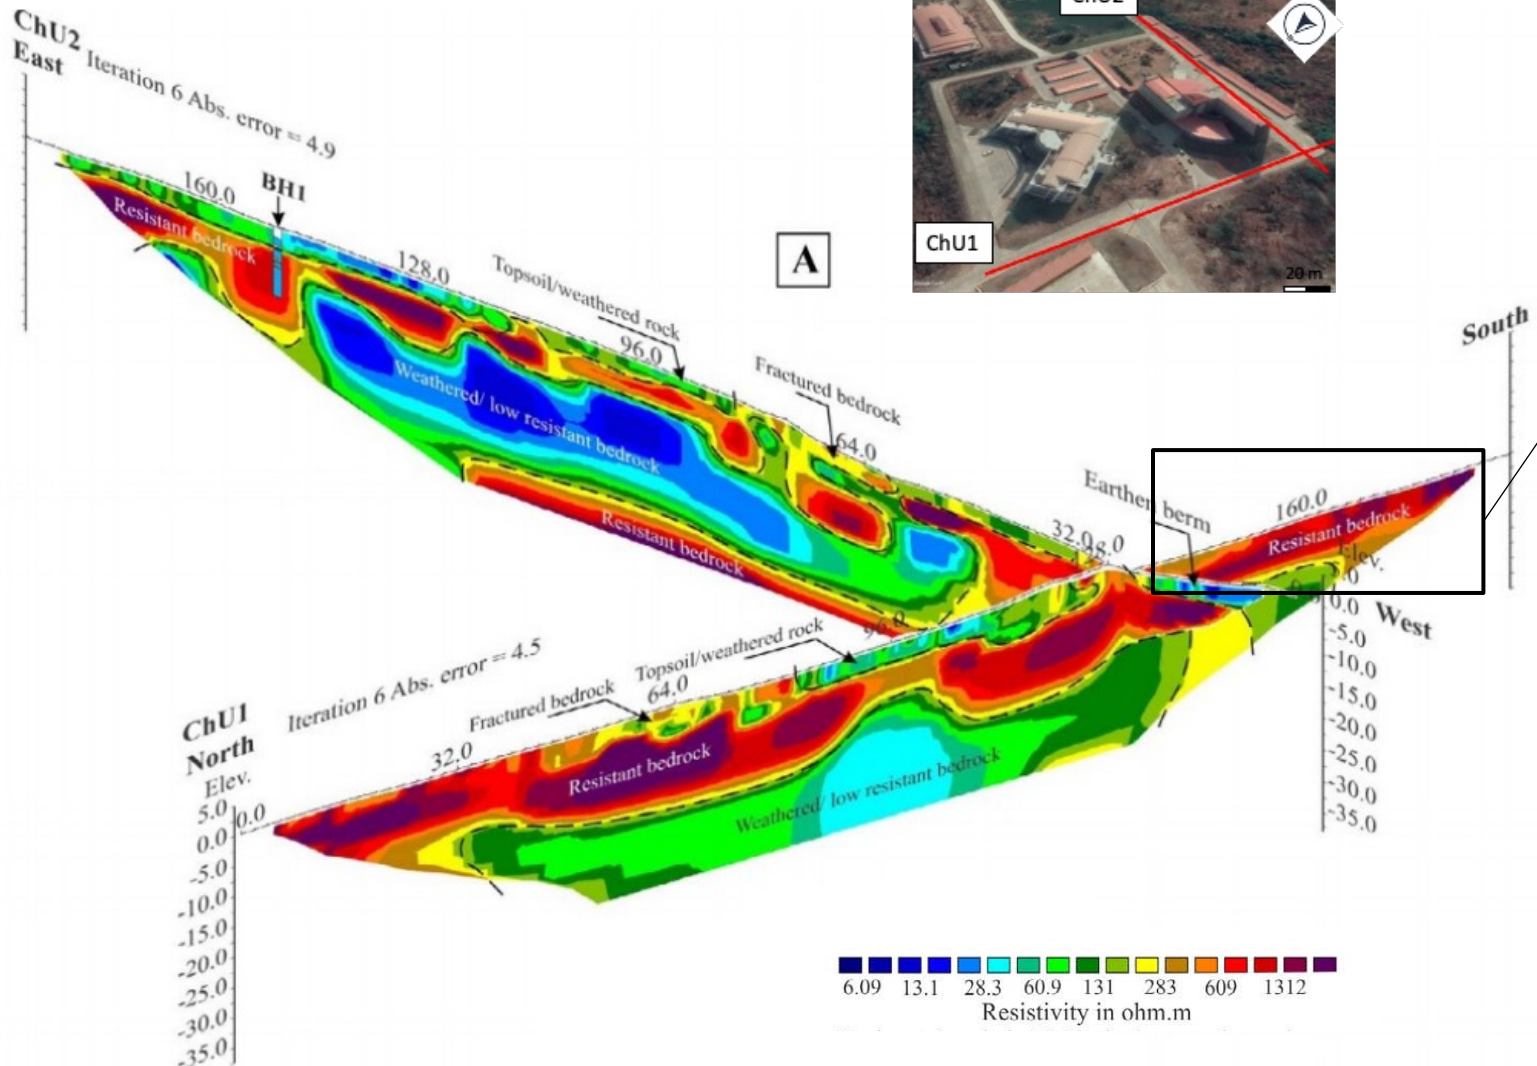 ChU2
East
Iteration 6 Abs. error = 4.9
160.0
BH1
Resistant bedrock
128.0
Topsoil/weathered rock
96.0
Weathered/ low resistant bedrock
Fractured bedrock
64.0
Resistant bedrock
32.0
A
ChU2
ChU1
20 m
South
160.0
Earthen berm
Resistant bedrock
Elev.
West
0.0
-5.0
-10.0
-15.0
-20.0
-25.0
-30.0
-35.0
96.0
Topsoil/weathered rock
64.0
Fractured bedrock
Iteration 6 Abs. error = 4.5
ChU1
North
Elev.
32.0
0.0
Resistant bedrock
Weathered/ low resistant bedrock
5.0
0.0
-5.0
-10.0
-15.0
-20.0
-25.0
-30.0
-35.0
6.09 13.1 28.3 60.9 131 283 609 1312
Resistivity in ohm.m